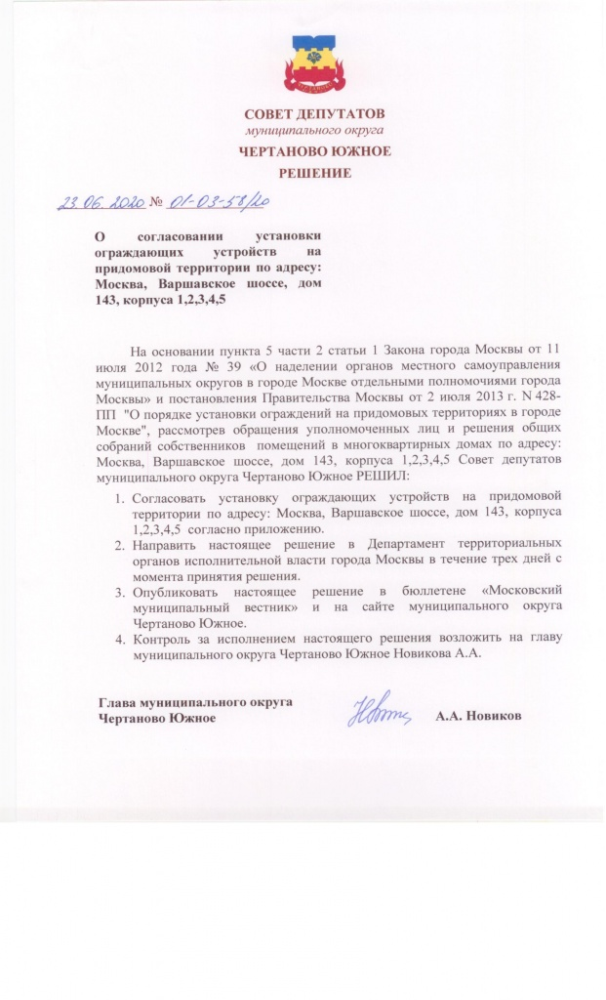 СОВЕТ ДЕПУТАТОВ
муниципального округа
ЧЕРТАНОВО ЮЖНОЕ
РЕШЕНИЕ
23.06.2020 № 01-03-58/20
О согласовании установки
ограждающих устройств на
придомовой территории по адресу:
Москва, Варшавское шоссе, дом
143, корпуса 1,2,3,4,5
На основании пункта 5 части 2 статьи 1 Закона города Москвы от 11
июля 2012 года № 39 «О наделении органов местного самоуправления
муниципальных округов в городе Москве отдельными полномочиями города
Москвы» и постановления Правительства Москвы от 2 июля 2013 г. N 428-
ПП "О порядке установки ограждений на придомовых территориях в городе
Москве", рассмотрев обращения уполномоченных лиц и решения общих
собраний собственников помещений в многоквартирных домах по адресу:
Москва, Варшавское шоссе, дом 143, корпуса 1,2,3,4,5 Совет депутатов
муниципального округа Чертаново Южное РЕШИЛ:
1. Согласовать установку ограждающих устройств на придомовой
территории по адресу: Москва, Варшавское шоссе, дом 143, корпуса
1,2,3,4,5 согласно приложению.
2. Направить настоящее решение в Департамент территориальных
органов исполнительной власти города Москвы в течение трех дней с
момента принятия решения.
3. Опубликовать настоящее решение в бюллетене «Московский
муниципальный вестник» и на сайте муниципального округа
Чертаново Южное.
4. Контроль за исполнением настоящего решения возложить на главу
муниципального округа Чертаново Южное Новикова А.А.
Глава муниципального округа
Чертаново Южное А.А. Новиков